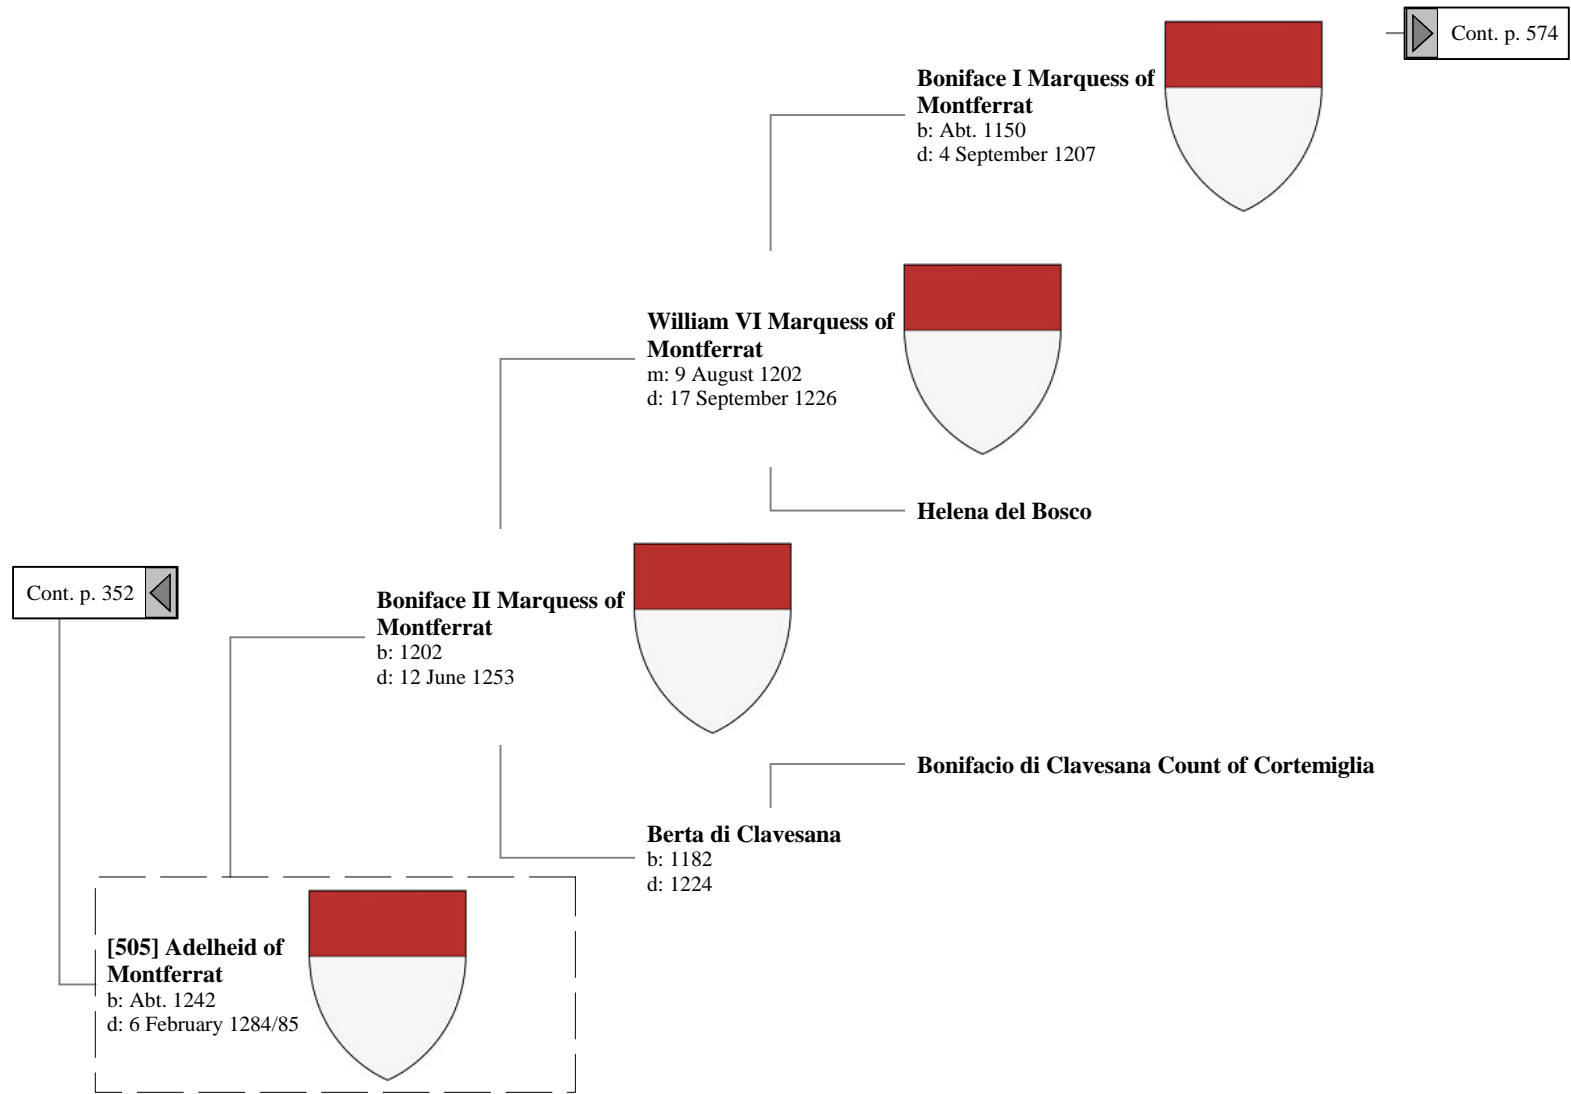 Cont. p. 574
Boniface I Marquess of
Montferrat
b: Abt. 1150
d: 4 September 1207
William VI Marquess of
Montferrat
m: 9 August 1202
d: 17 September 1226
Helena del Bosco
Cont. p. 352
Boniface II Marquess of
Montferrat
b: 1202
d: 12 June 1253
Bonifacio di Clavesana Count of Cortemiglia
Berta di Clavesana
b: 1182
d: 1224
[505] Adelheid of
Montferrat
b: Abt. 1242
d: 6 February 1284/85